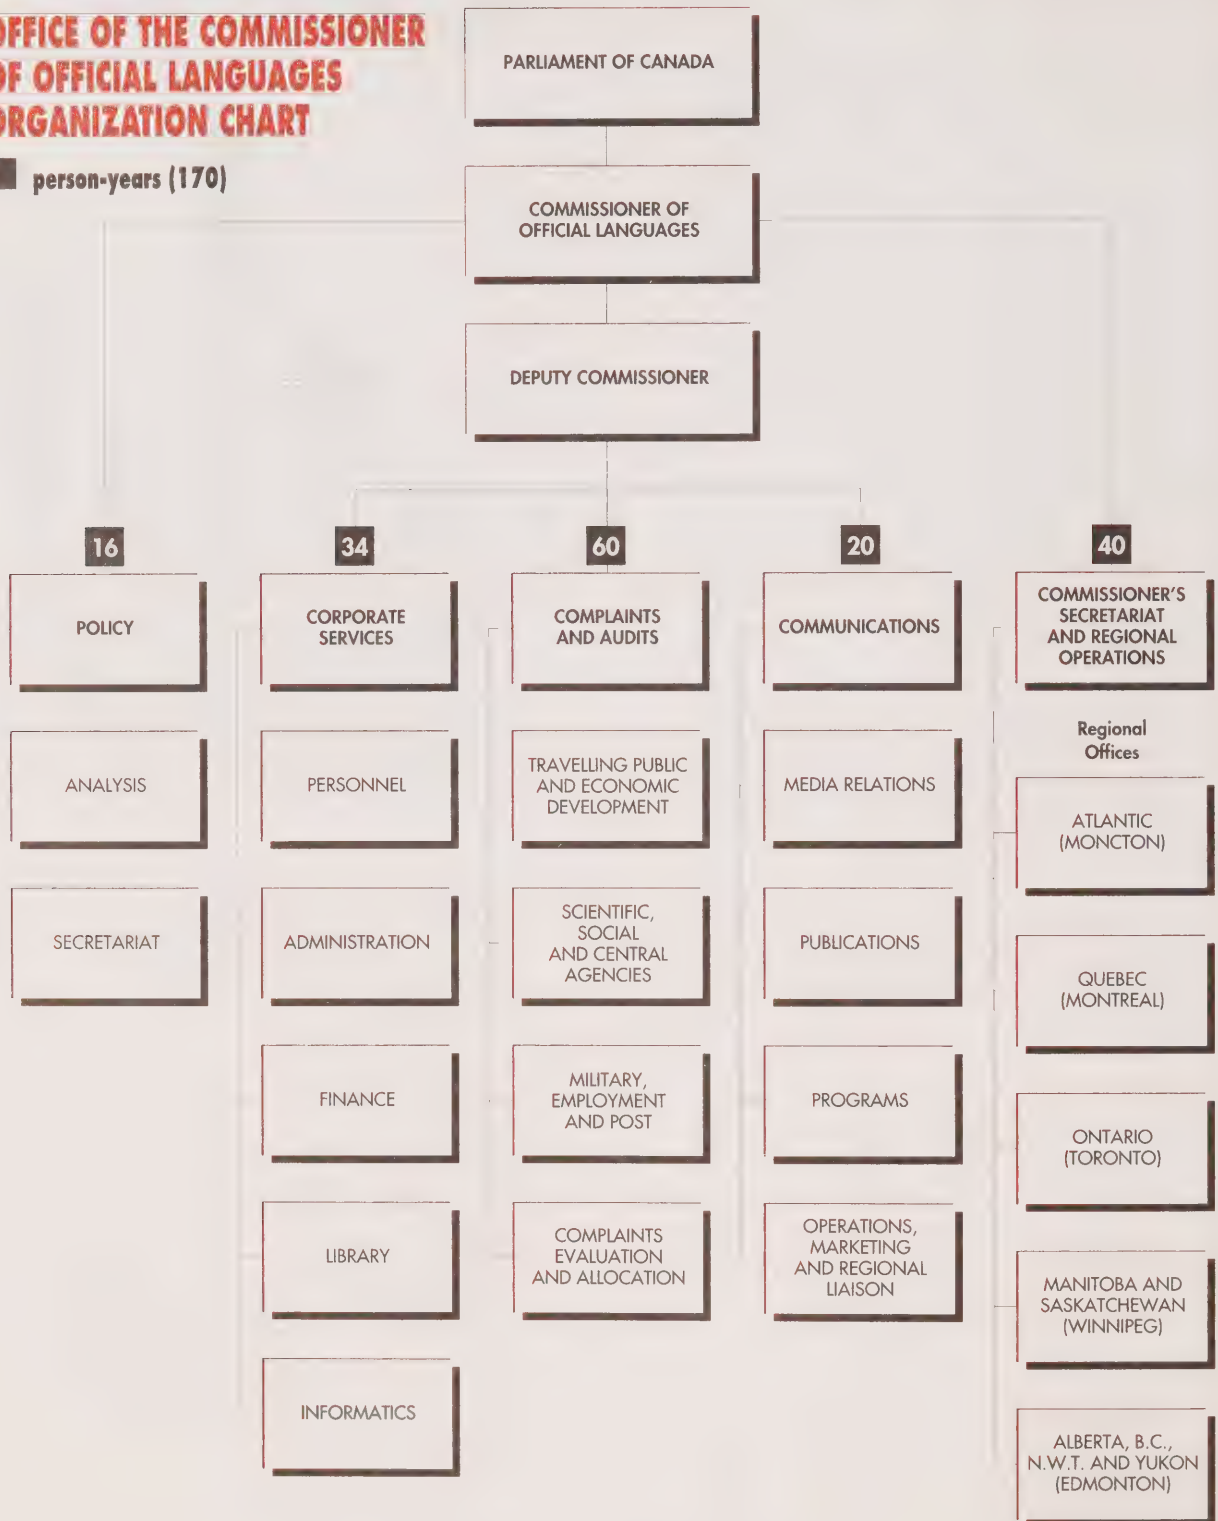 OFFICE OF THE COMMISSIONER
OF OFFICIAL LANGUAGES
ORGANIZATION CHART
person-years (170)
PARLIAMENT OF CANADA
COMMISSIONER OF
OFFICIAL LANGUAGES
DEPUTY COMMISSIONER
16
POLICY
ANALYSIS
SECRETARIAT
34
CORPORATE
SERVICES
PERSONNEL
ADMINISTRATION
FINANCE
LIBRARY
INFORMATICS
60
COMPLAINTS
AND AUDITS
TRAVELLING PUBLIC
AND ECONOMIC
DEVELOPMENT
SCIENTIFIC,
SOCIAL
AND CENTRAL
AGENCIES
MILITARY,
EMPLOYMENT
AND POST
COMPLAINTS
EVALUATION
AND ALLOCATION
20
COMMUNICATIONS
MEDIA RELATIONS
PUBLICATIONS
PROGRAMS
OPERATIONS,
MARKETING
AND REGIONAL
LIAISON
40
COMMISSIONER'S
SECRETARIAT
AND REGIONAL
OPERATIONS
Regional
Offices
ATLANTIC
(MONCTON)
QUEBEC
(MONTREAL)
ONTARIO
(TORONTO)
MANITOBA AND
SASKATCHEWAN
(WINNIPEG)
ALBERTA, B.C.,
N.W.T. AND YUKON
(EDMONTON)